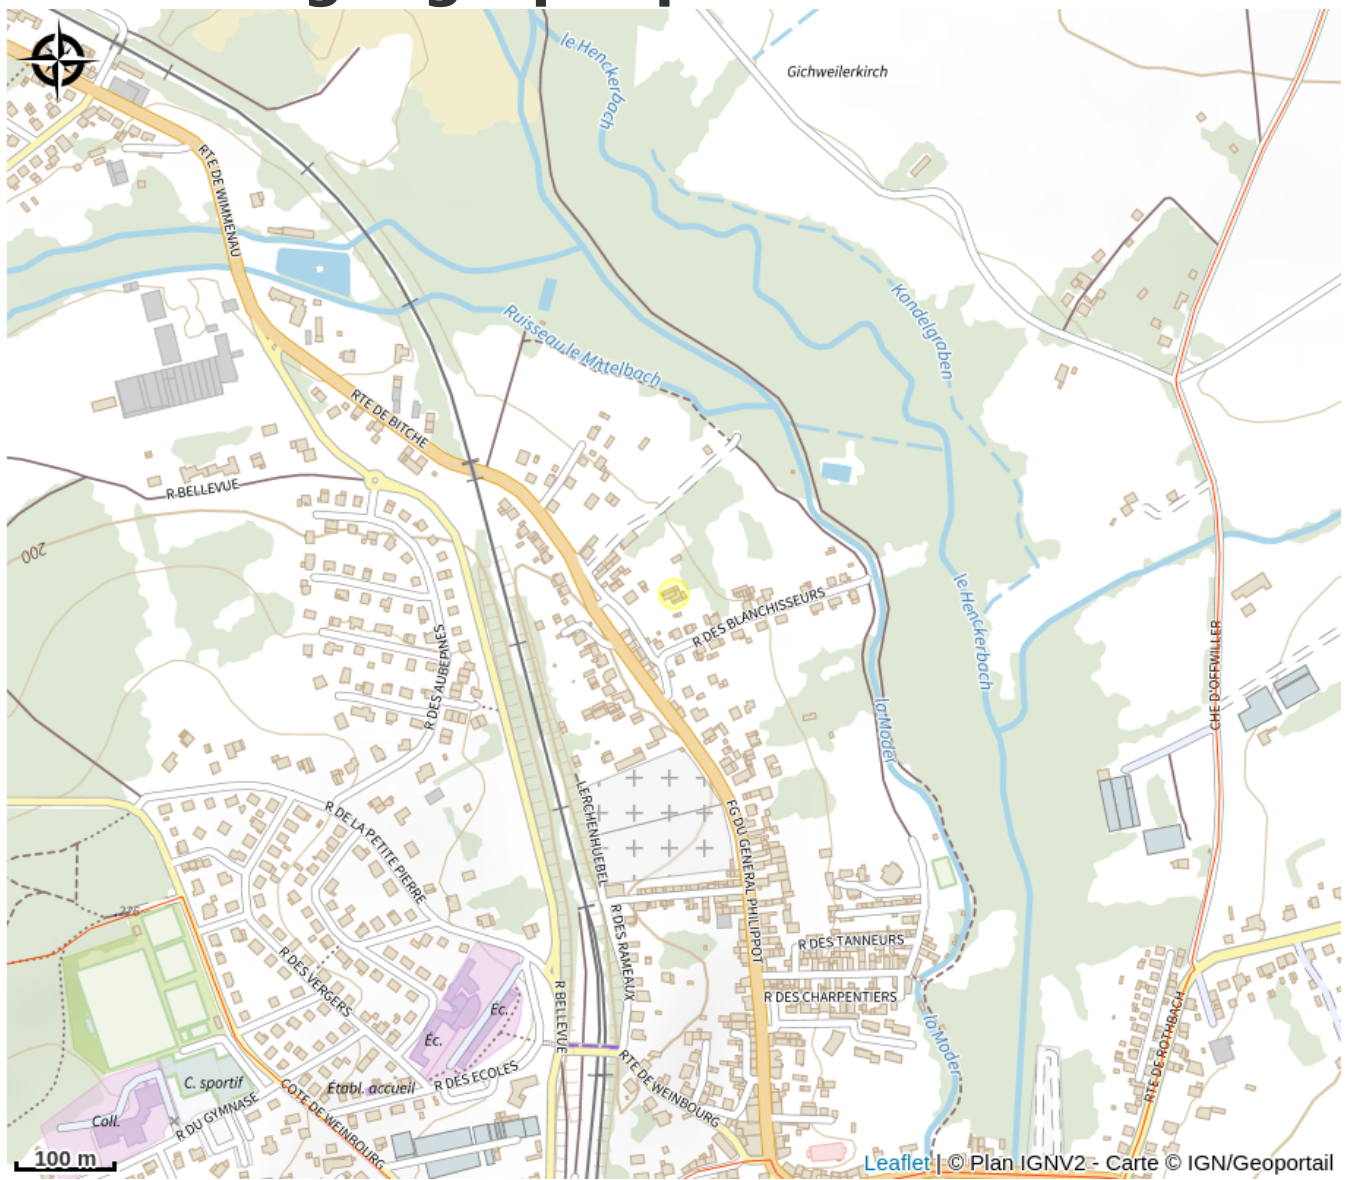 le Henckerbach
Gichweilerkirch
RTE DE WIMMENAU
Kandelgraben
Ruisseau le Mittelbach
RTE DE BITCHE
R BELLEVUE
200
le Henckerbach
R DES BLANCHISSEURS
R DES AUBEPINES
CHE D'OFFWILLER
la Moder
LERCHENHUEBEL
R DE LA PETITE PIERRE
FG DU GENERAL PHILIPPOT
R DES RAMEAUX
R DES TANNEURS
R DES VERGERS
R DES CHARPENTIERS
R BELLEVUE
Éc.
Éc.
la Moder
RTE DE ROTHBACH
C. sportif
Établ. accueil
R DES ECOLES
RTE DE WEINBOURG
Coll.
R DU GYMNASE
COTE DE WEINBOURG
100 m
Leaflet | © Plan IGNV2 - Carte © IGN/Geoportail